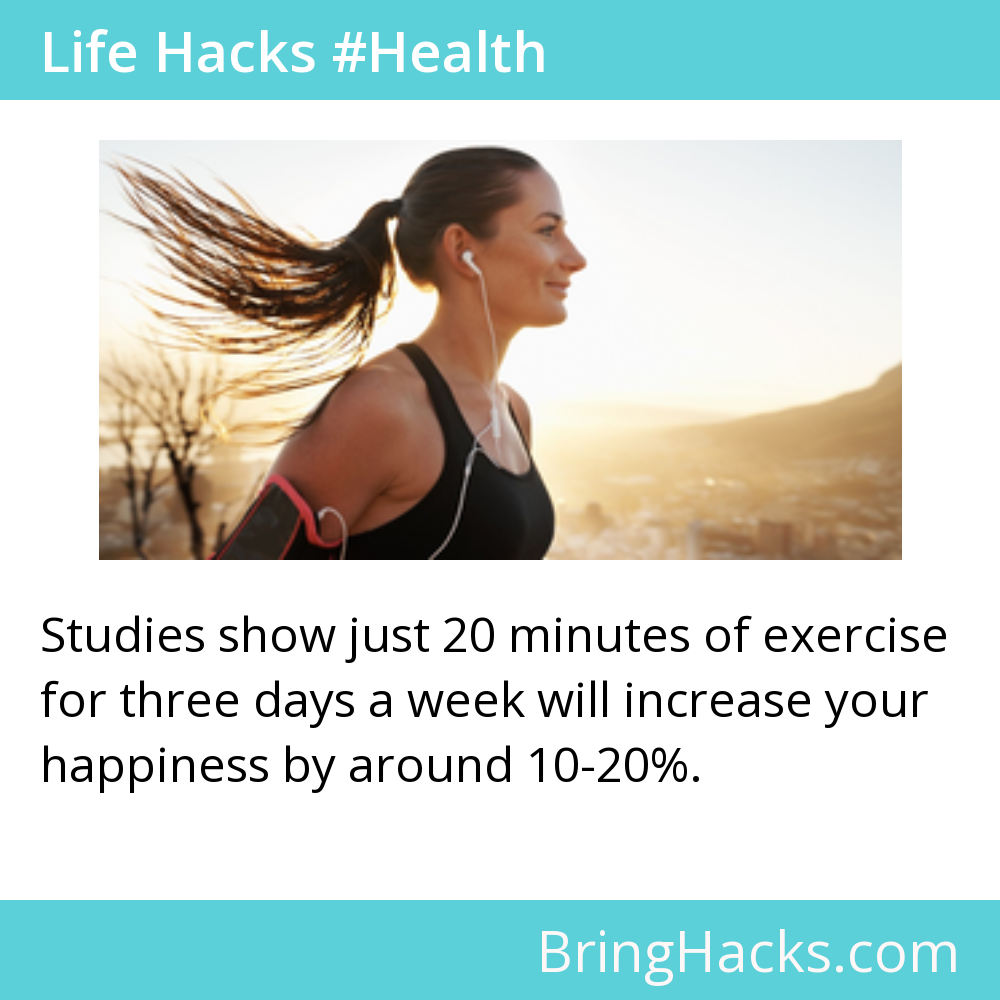 Life Hacks #Health
Studies show just 20 minutes of exercise
for three days a week will increase your
happiness by around 10-20%.
BringHacks.com